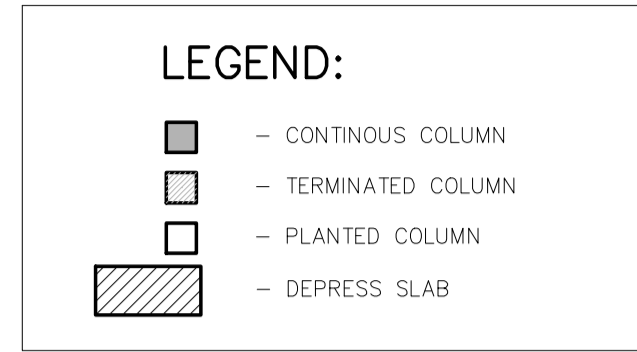 LEGEND:
– CONTINOUS COLUMN
– TERMINATED COLUMN
– PLANTED COLUMN
– DEPRESS SLAB